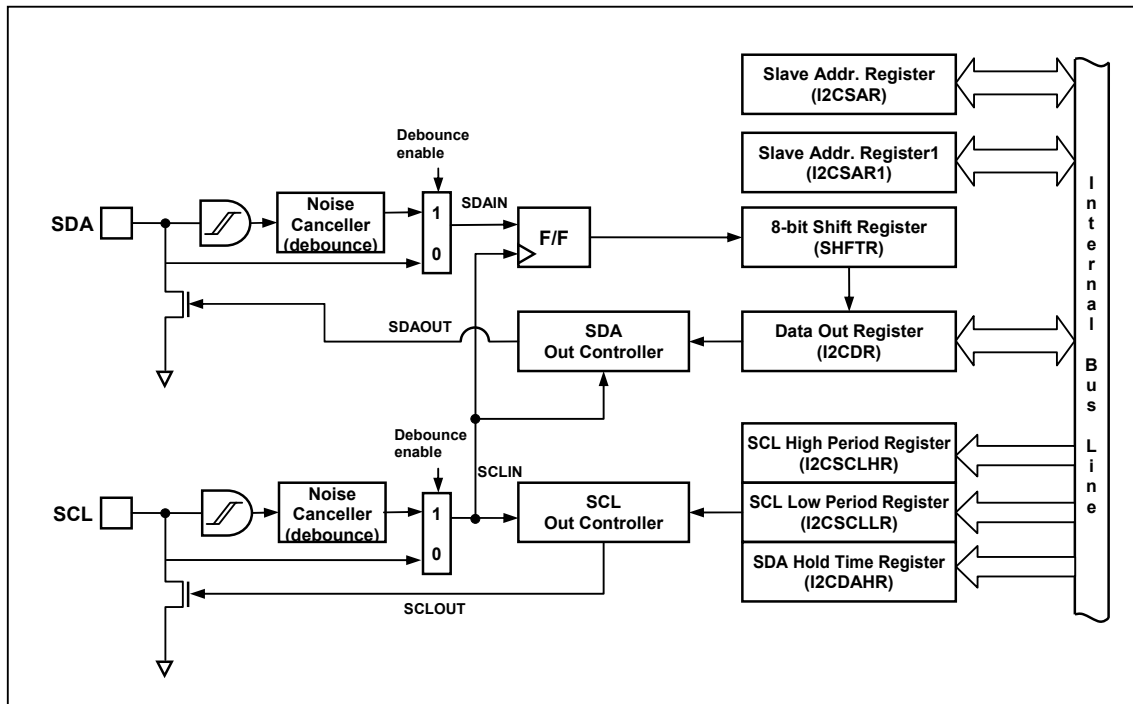 Slave Addr. Register
(I2CSAR)
Slave Addr. Register1
(I2CSAR1)
Debounce
enable
SDA
Noise
Canceller
(debounce)
1
0
SDAIN
F/F
8-bit Shift Register
(SHFTR)
SDAOUT
SDA
Out Controller
Data Out Register
(I2CDR)
Internal Bus Line
Debounce
enable
SCLIN
SCL
Noise
Canceller
(debounce)
1
0
SCL
Out Controller
SCL High Period Register
(I2CSCLHR)
SCL Low Period Register
(I2CSCLLR)
SDA Hold Time Register
(I2CDAHR)
SCLOUT